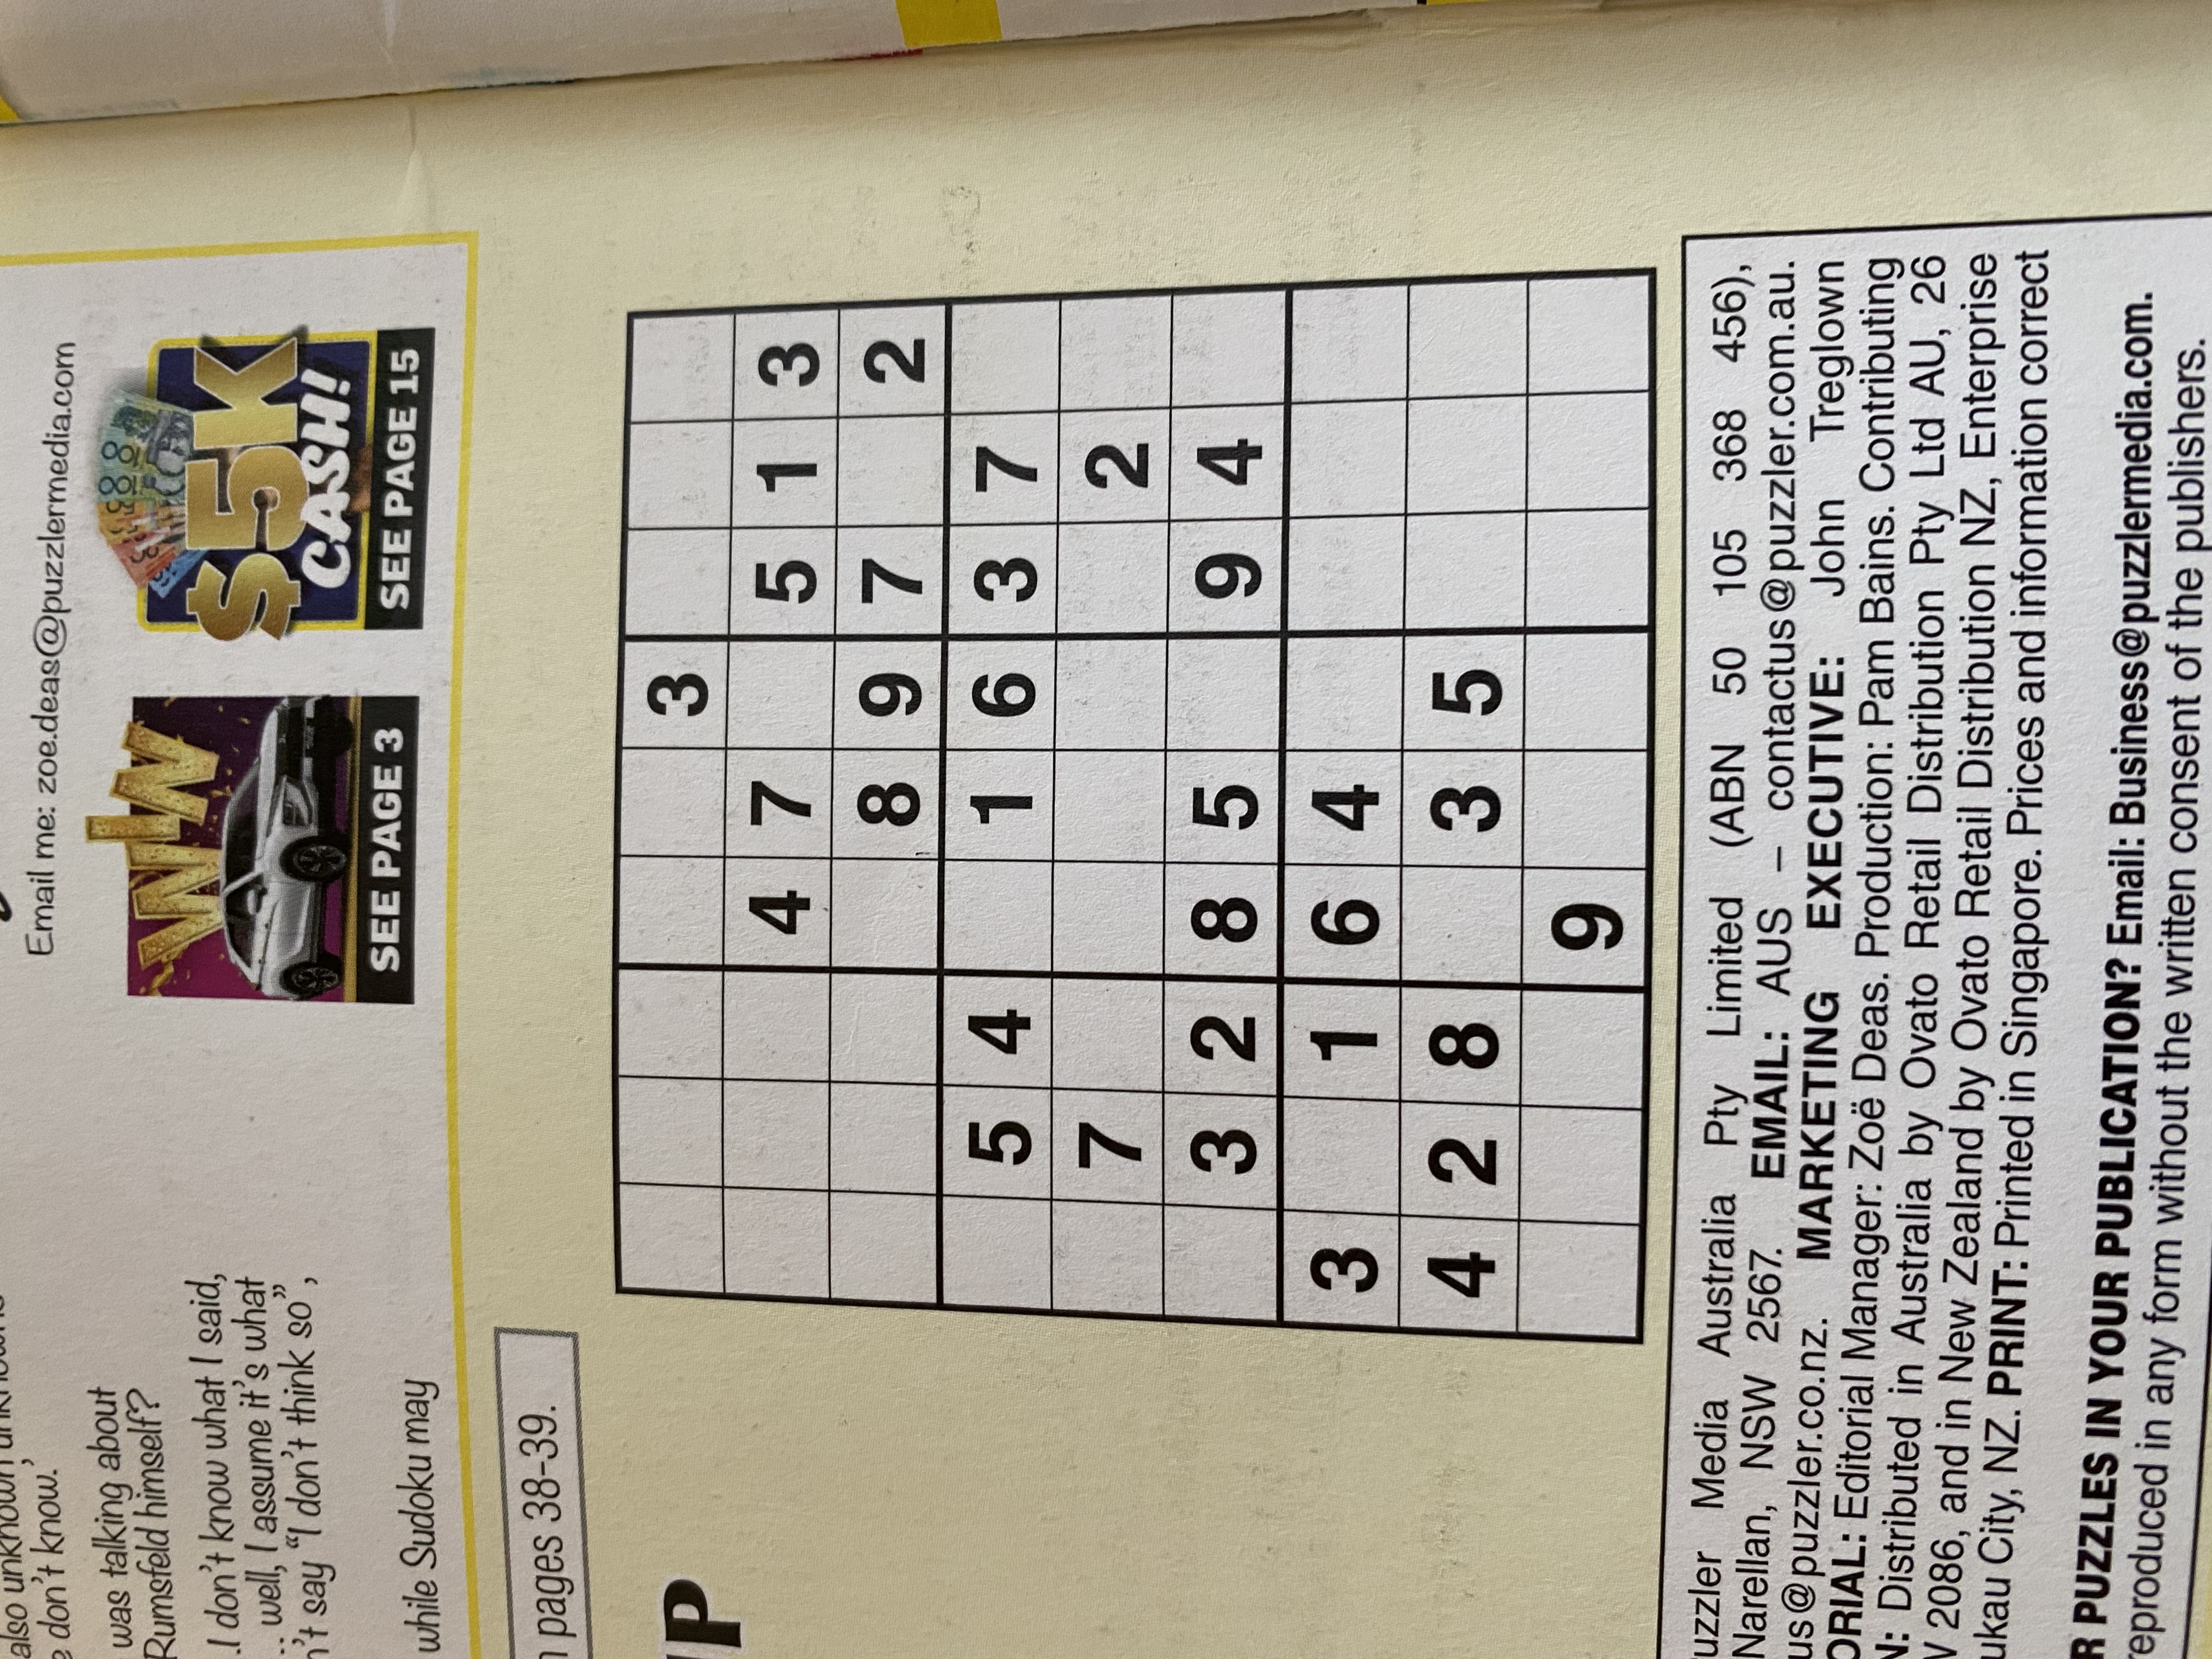 also unknown
don't know.'
was talking about
Rumsfeld himself?
.I don't know what I said,
.. well, I assume it's what
n't say “I don't think so”,
while Sudoku may
Email me: zoe.deas@puzzlermedia.com
WIN
SEE PAGE 3
100 100
$5K
CASH!
SEE PAGE 15
pages 38-39.
UP
3
4 7 5 1 3
8 9 7 2
5 4 1 6 3 7
7 2
3 2 8 5 9 4
3 1 6 4
4 2 8 3 5
9
uzzler Media Australia Pty Limited (ABN 50 105 368 456),
Narellan, NSW 2567. EMAIL: AUS – contactus@puzzler.com.au.
us@puzzler.co.nz. MARKETING EXECUTIVE: John Treglown
ORIAL: Editorial Manager: Zoë Deas. Production: Pam Bains. Contributing
N: Distributed in Australia by Ovato Retail Distribution Pty Ltd AU, 26
2086, and in New Zealand by Ovato Retail Distribution NZ, Enterprise
ukau City, NZ. PRINT: Printed in Singapore. Prices and information correct
R PUZZLES IN YOUR PUBLICATION? Email: Business@puzzlermedia.com.
reproduced in any form without the written consent of the publishers.